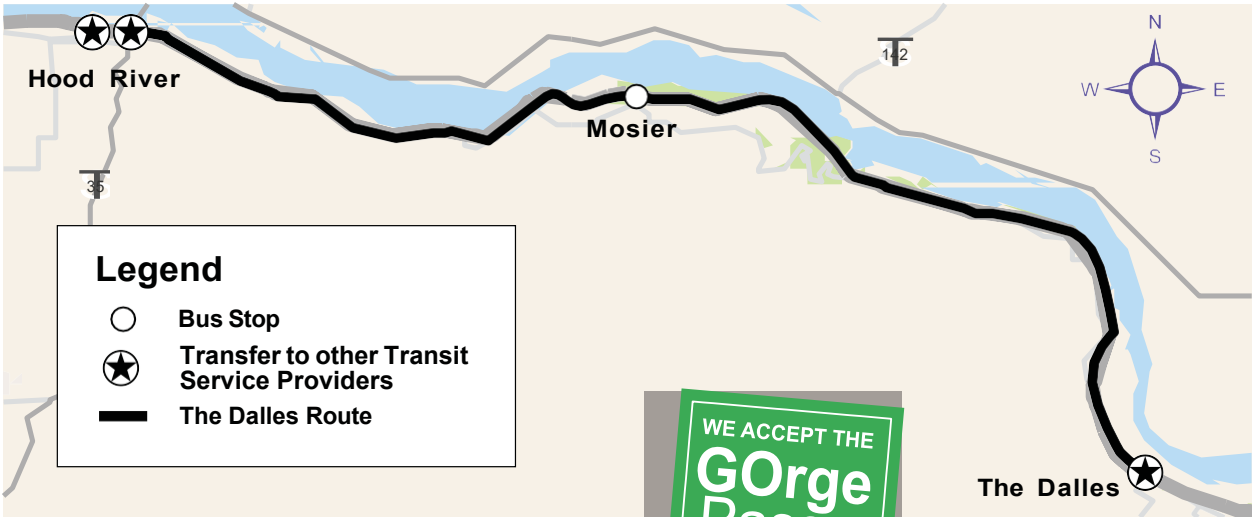 Hood River
142
N
W
E
S
Mosier
35
Legend
Bus Stop
Transfer to other Transit
Service Providers
The Dalles Route
WE ACCEPT THE
GOrge
The Dalles